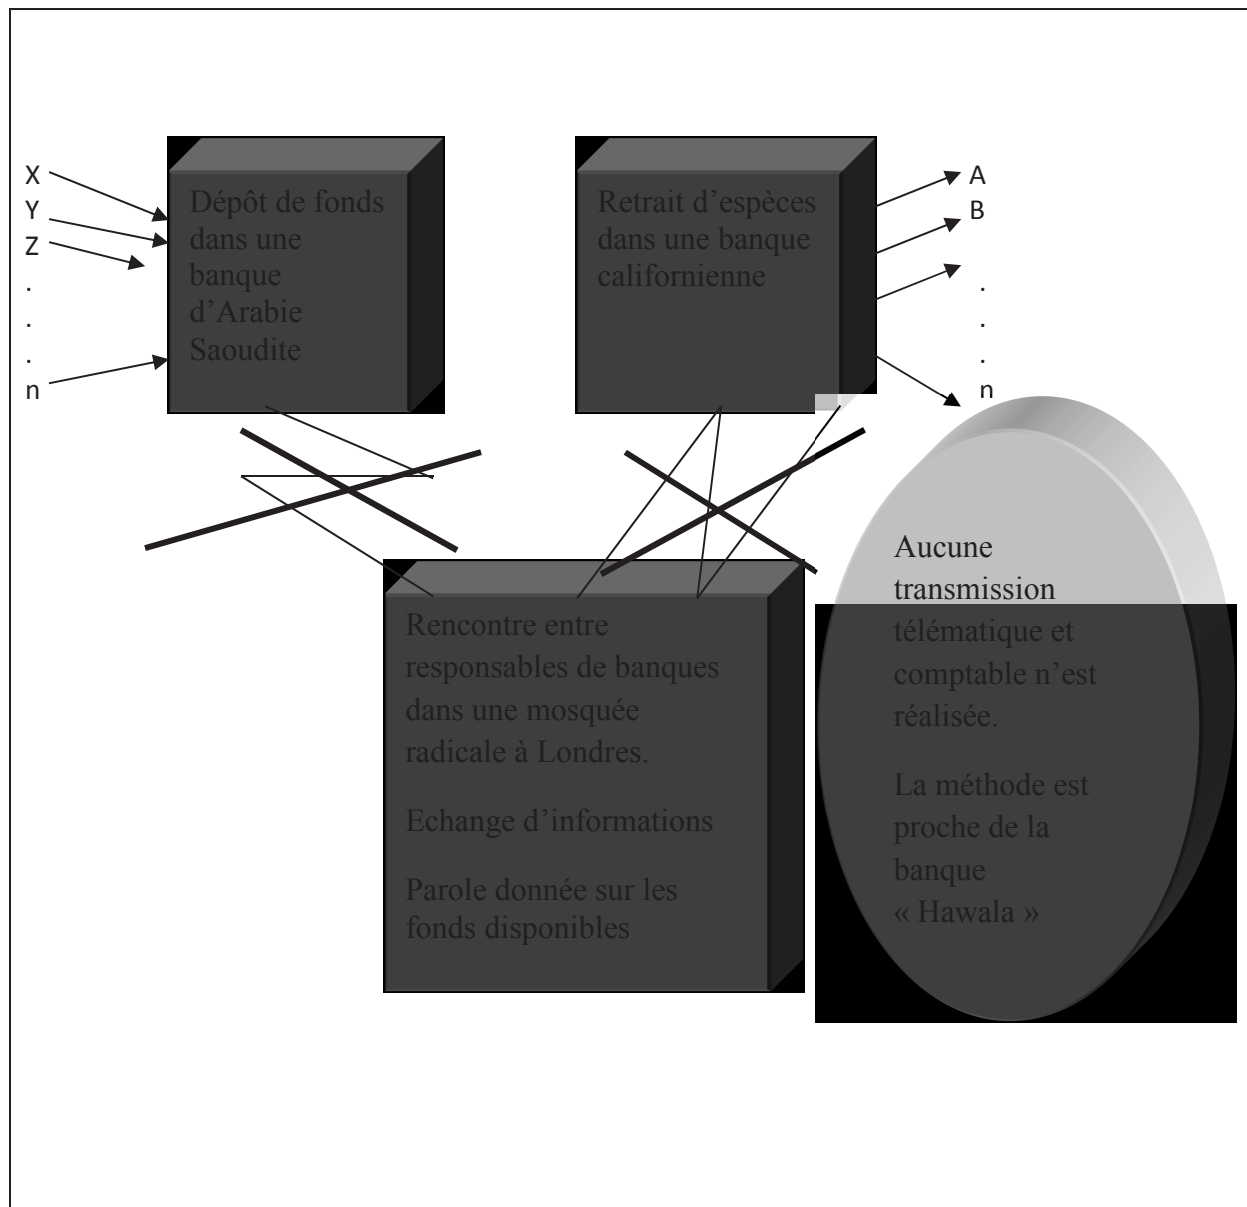 X
Y
Z
.
.
.
n
Dépôt de fonds
dans une
banque
d’Arabie
Saoudite
Retrait d’espèces
dans une banque
californienne
A
B
.
.
.
n
Rencontre entre
responsables de banques
dans une mosquée
radicale à Londres.
Echange d’informations
Parole donnée sur les
fonds disponibles
Aucune
transmission
télématique et
comptable n’est
réalisée.
La méthode est
proche de la
banque
« Hawala »